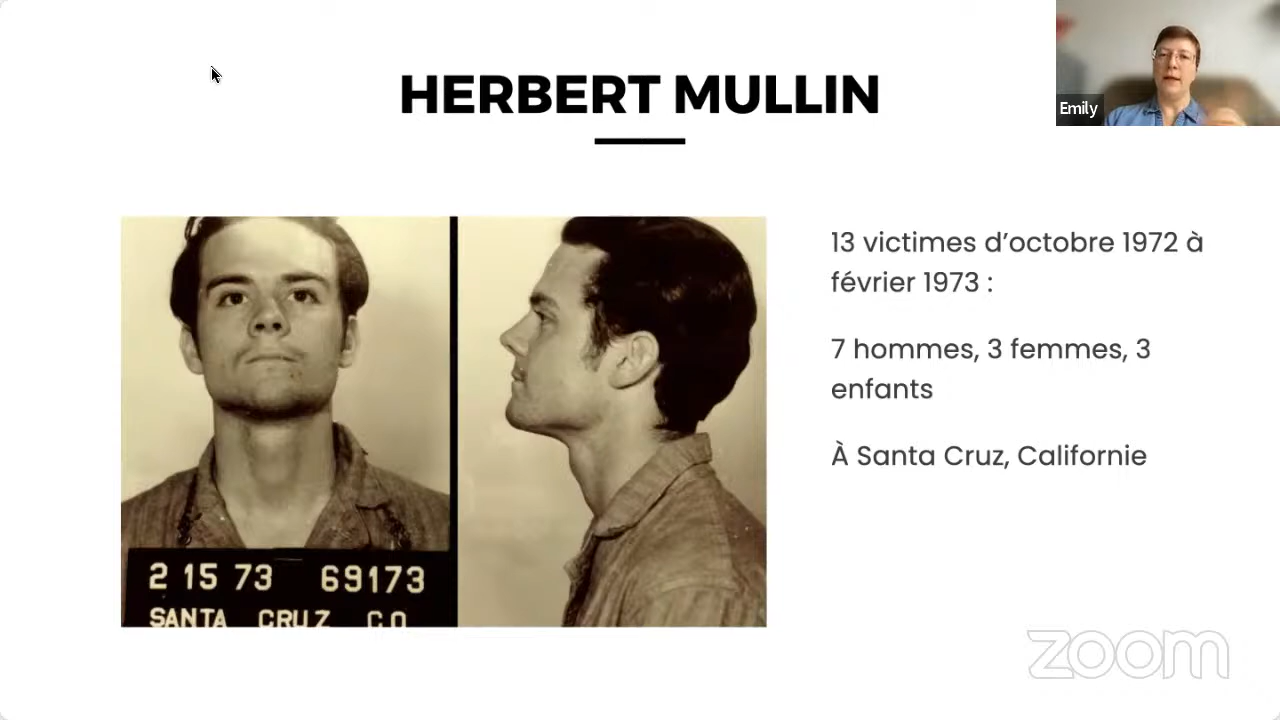 HERBERT MULLIN
Emily
13 victimes d’octobre 1972 à
février 1973 :
7 hommes, 3 femmes, 3
enfants
À Santa Cruz, Californie
2 15 73 69173
SANTA CRUZ CO
zoom